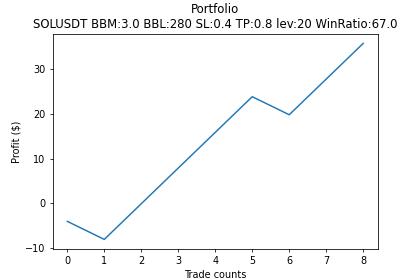 Portfolio
SOLUSDT BBM:3.0 BBL:280 SL:0.4 TP:0.8 lev:20 WinRatio:67.0
Profit ($)
30
20
10
0
−10
0 1 2 3 4 5 6 7 8
Trade counts